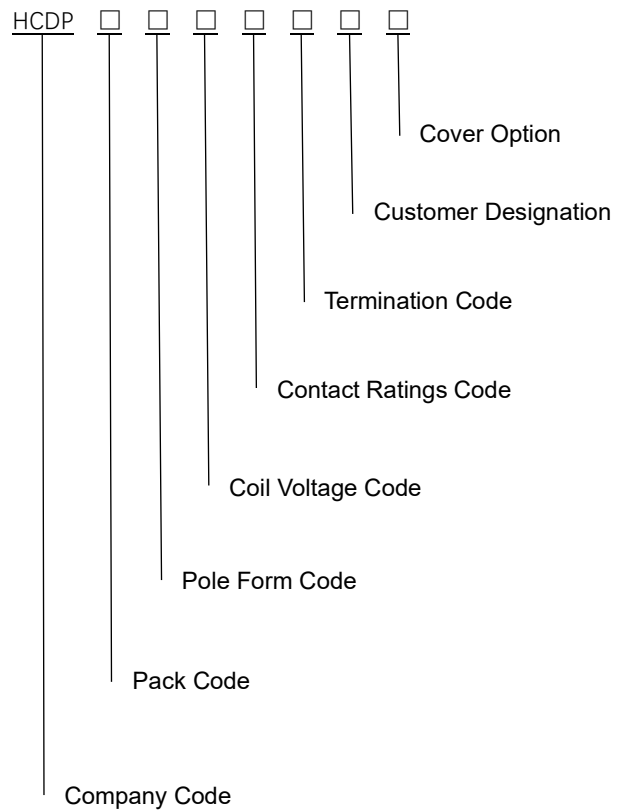 HCDP □ □ □ □ □ □ □
Cover Option
Customer Designation
Termination Code
Contact Ratings Code
Coil Voltage Code
Pole Form Code
Pack Code
Company Code